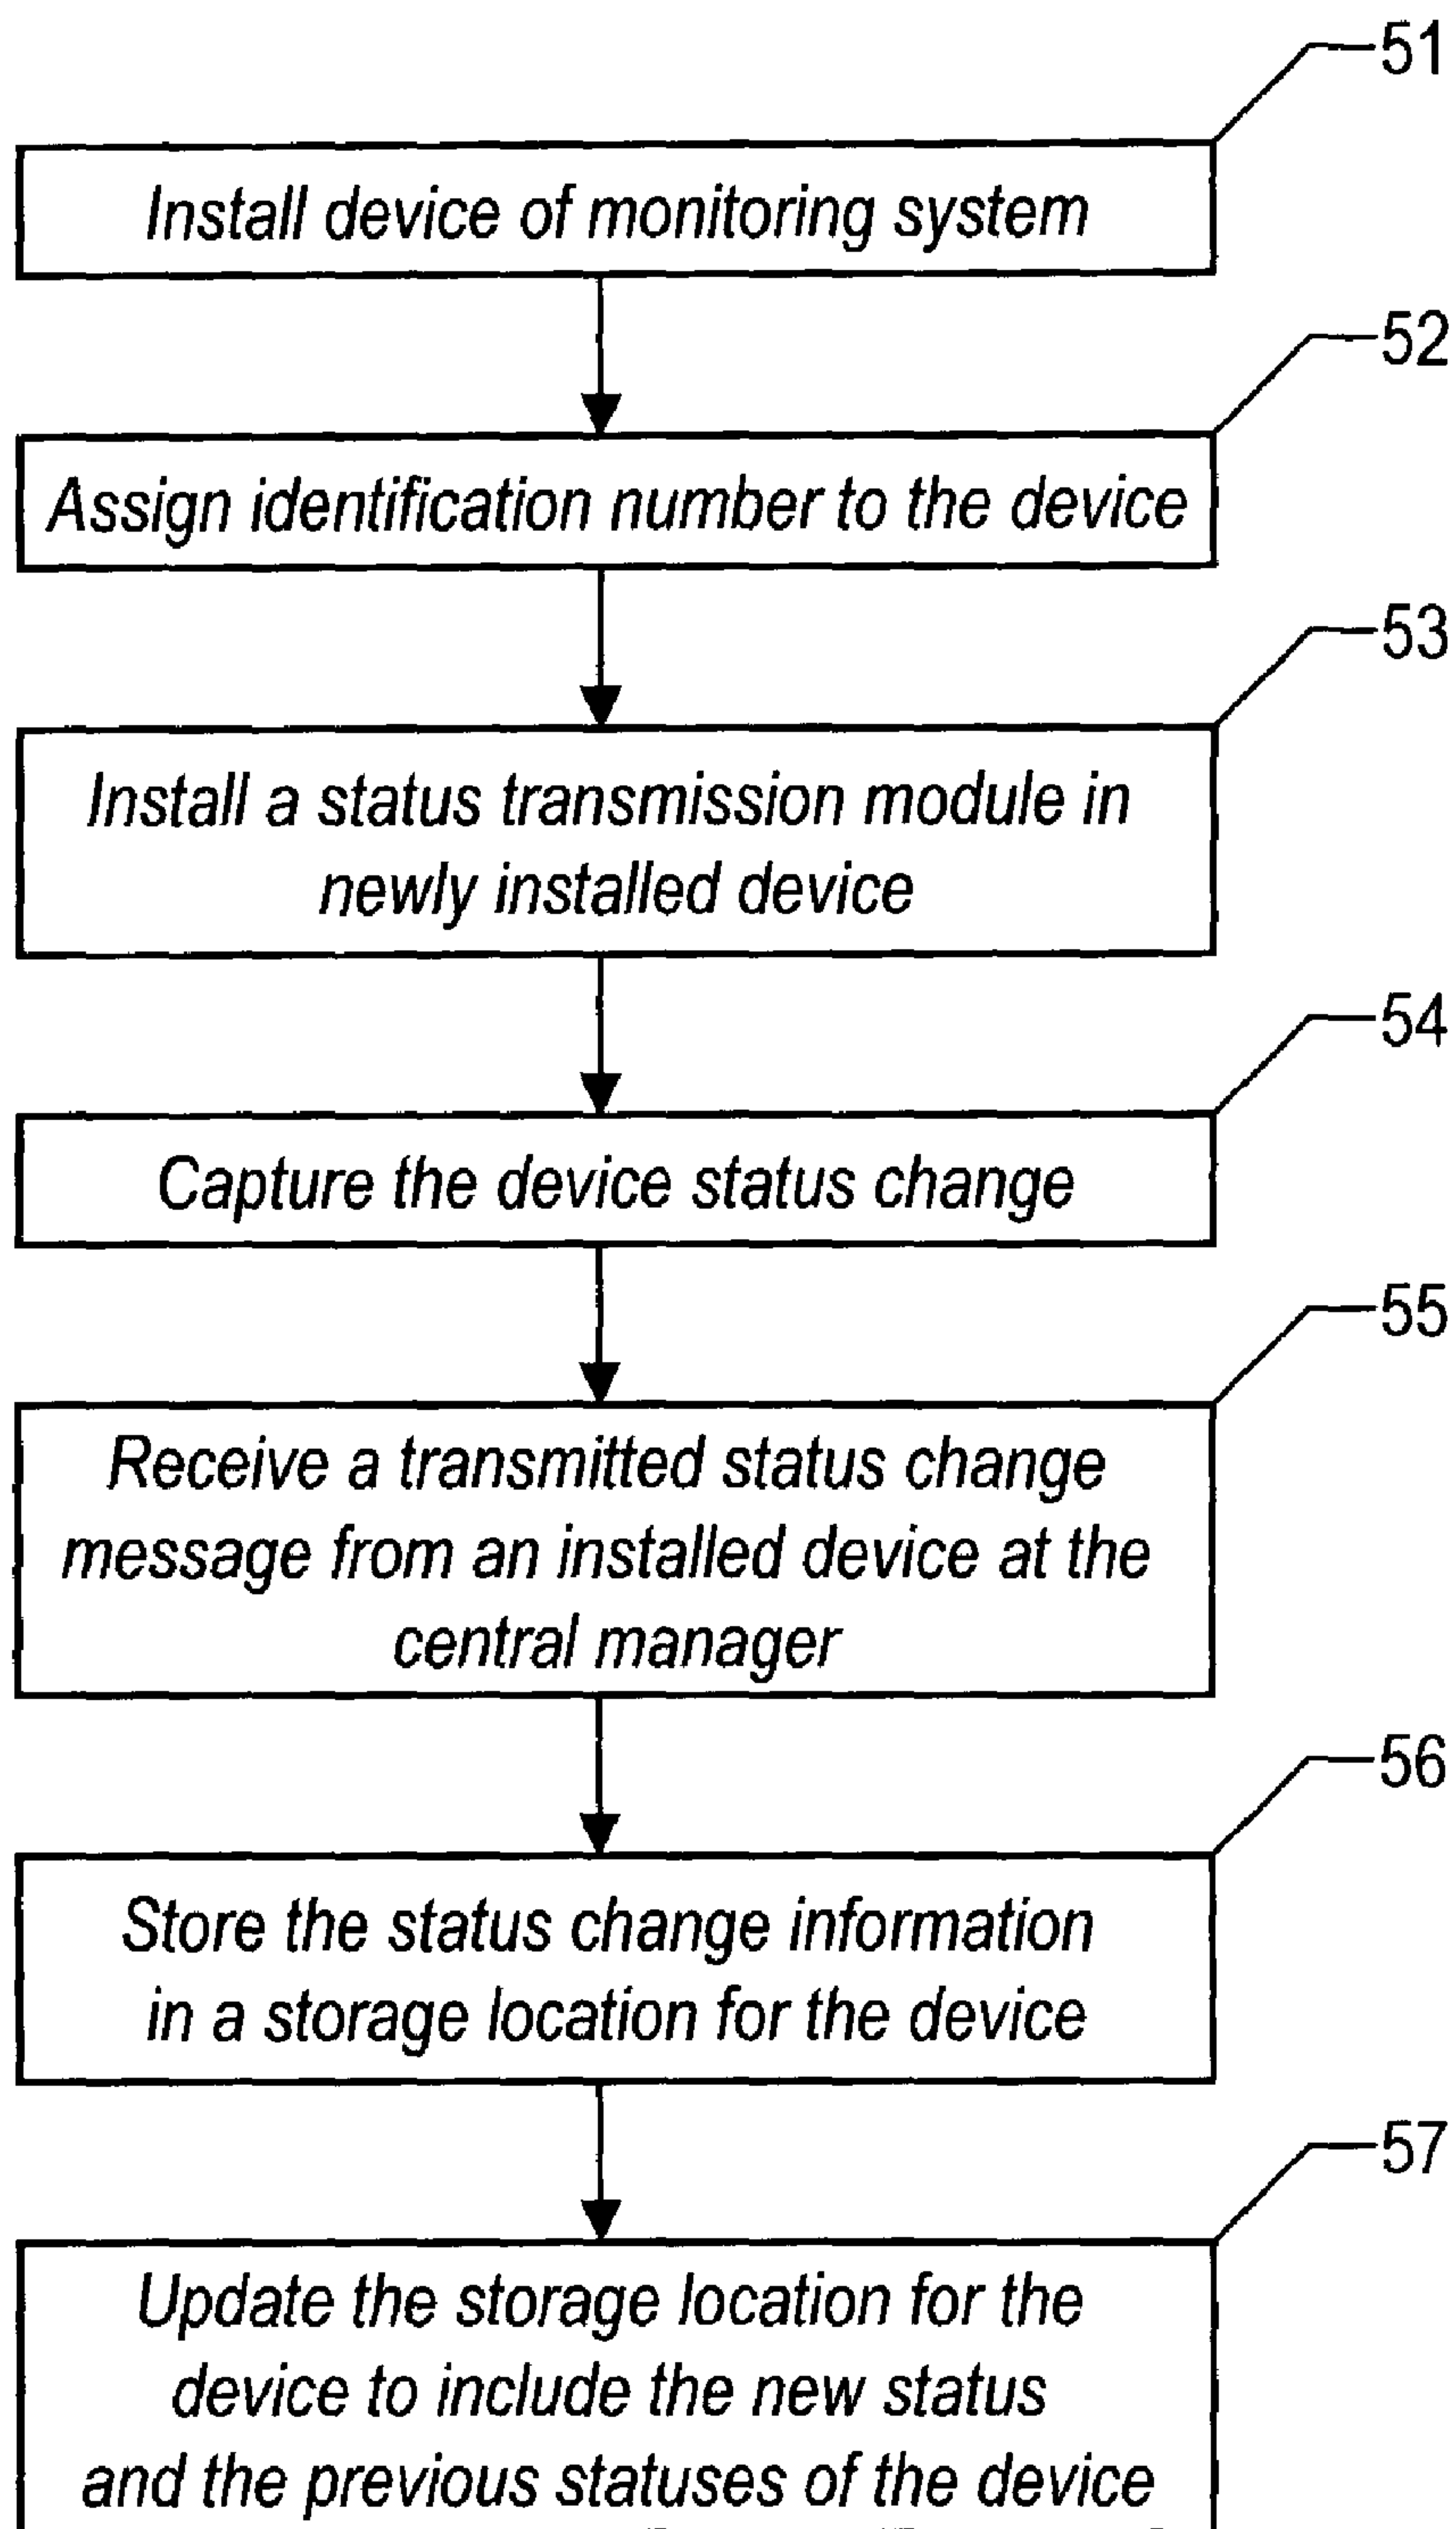 51
Install device of monitoring system
52
Assign identification number to the device
53
Install a status transmission module in
newly installed device
54
Capture the device status change
55
Receive a transmitted status change
message from an installed device at the
central manager
56
Store the status change information
in a storage location for the device
57
Update the storage location for the
device to include the new status
and the previous statuses of the device